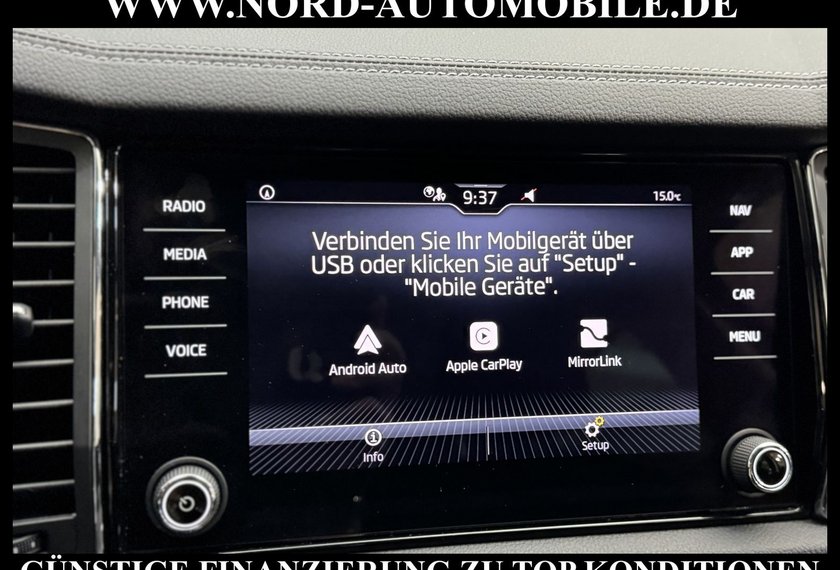 WWW.NORD-AUTOMOBILE.DE
9:37
15.0°C
RADIO
MEDIA
PHONE
VOICE
NAV
APP
CAR
MENU
Verbinden Sie Ihr Mobilgerät über
USB oder klicken Sie auf "Setup" -
"Mobile Geräte".
Android Auto
Apple CarPlay
MirrorLink
Info
Setup
GÜNSTIGE FINANZIERUNG ZU TOP KONDITIONEN